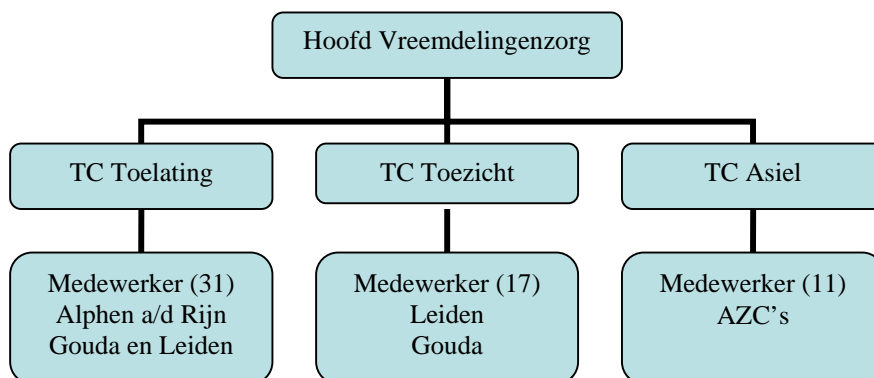 Hoofd Vreemdelingenzorg
TC Toelating
TC Toezicht
TC Asiel
Medewerker (31)
Alphen a/d Rijn
Gouda en Leiden
Medewerker (17)
Leiden
Gouda
Medewerker (11)
AZC’s